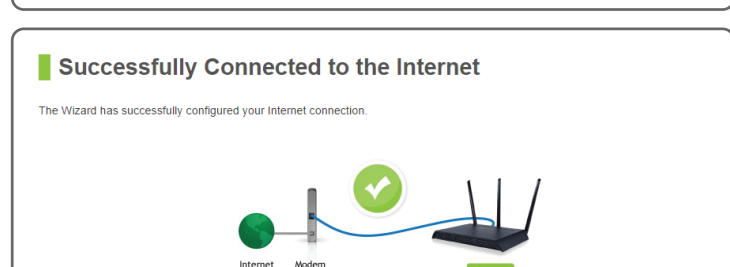 Successfully Connected to the Internet
The Wizard has successfully configured your Internet connection.
Internet Modem